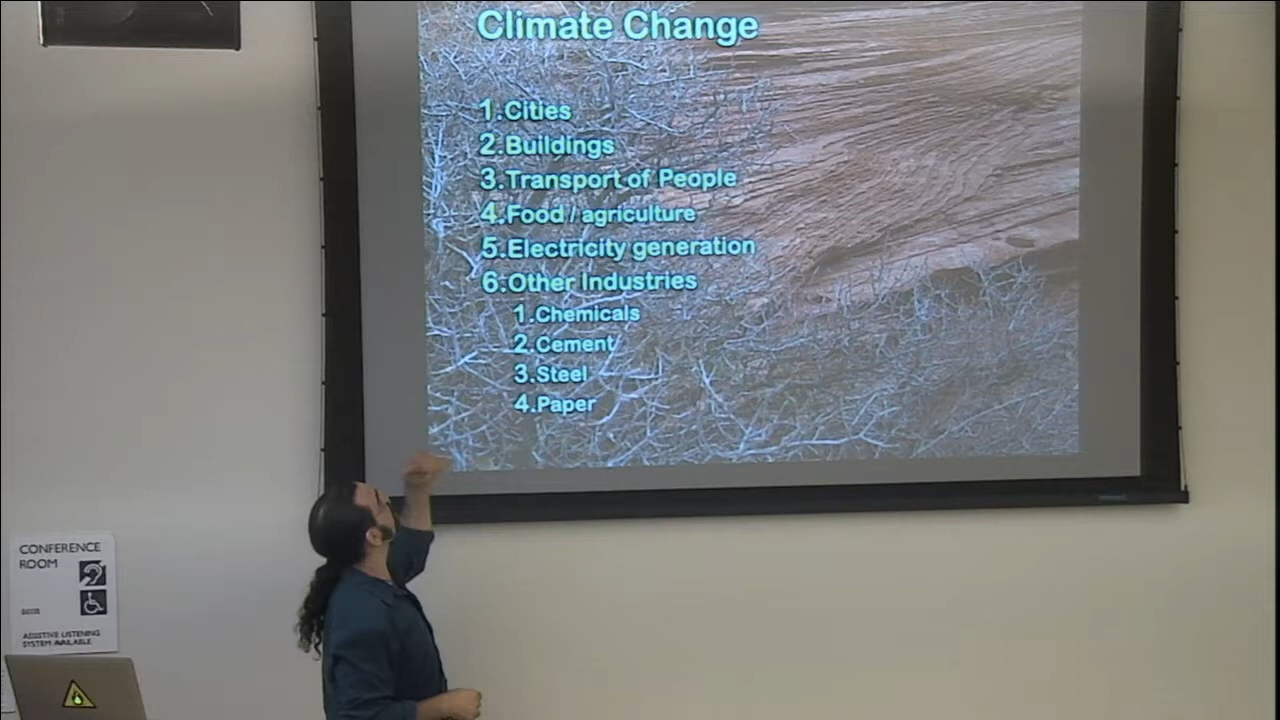 Climate Change
1.Cities
2.Buildings
3.Transport of People
4.Food / agriculture
5.Electricity generation
6.Other Industries
1.Chemicals
2.Cement
3.Steel
4.Paper
CONFERENCE
ROOM
ASSISTIVE LISTENING
SYSTEM AVAILABLE